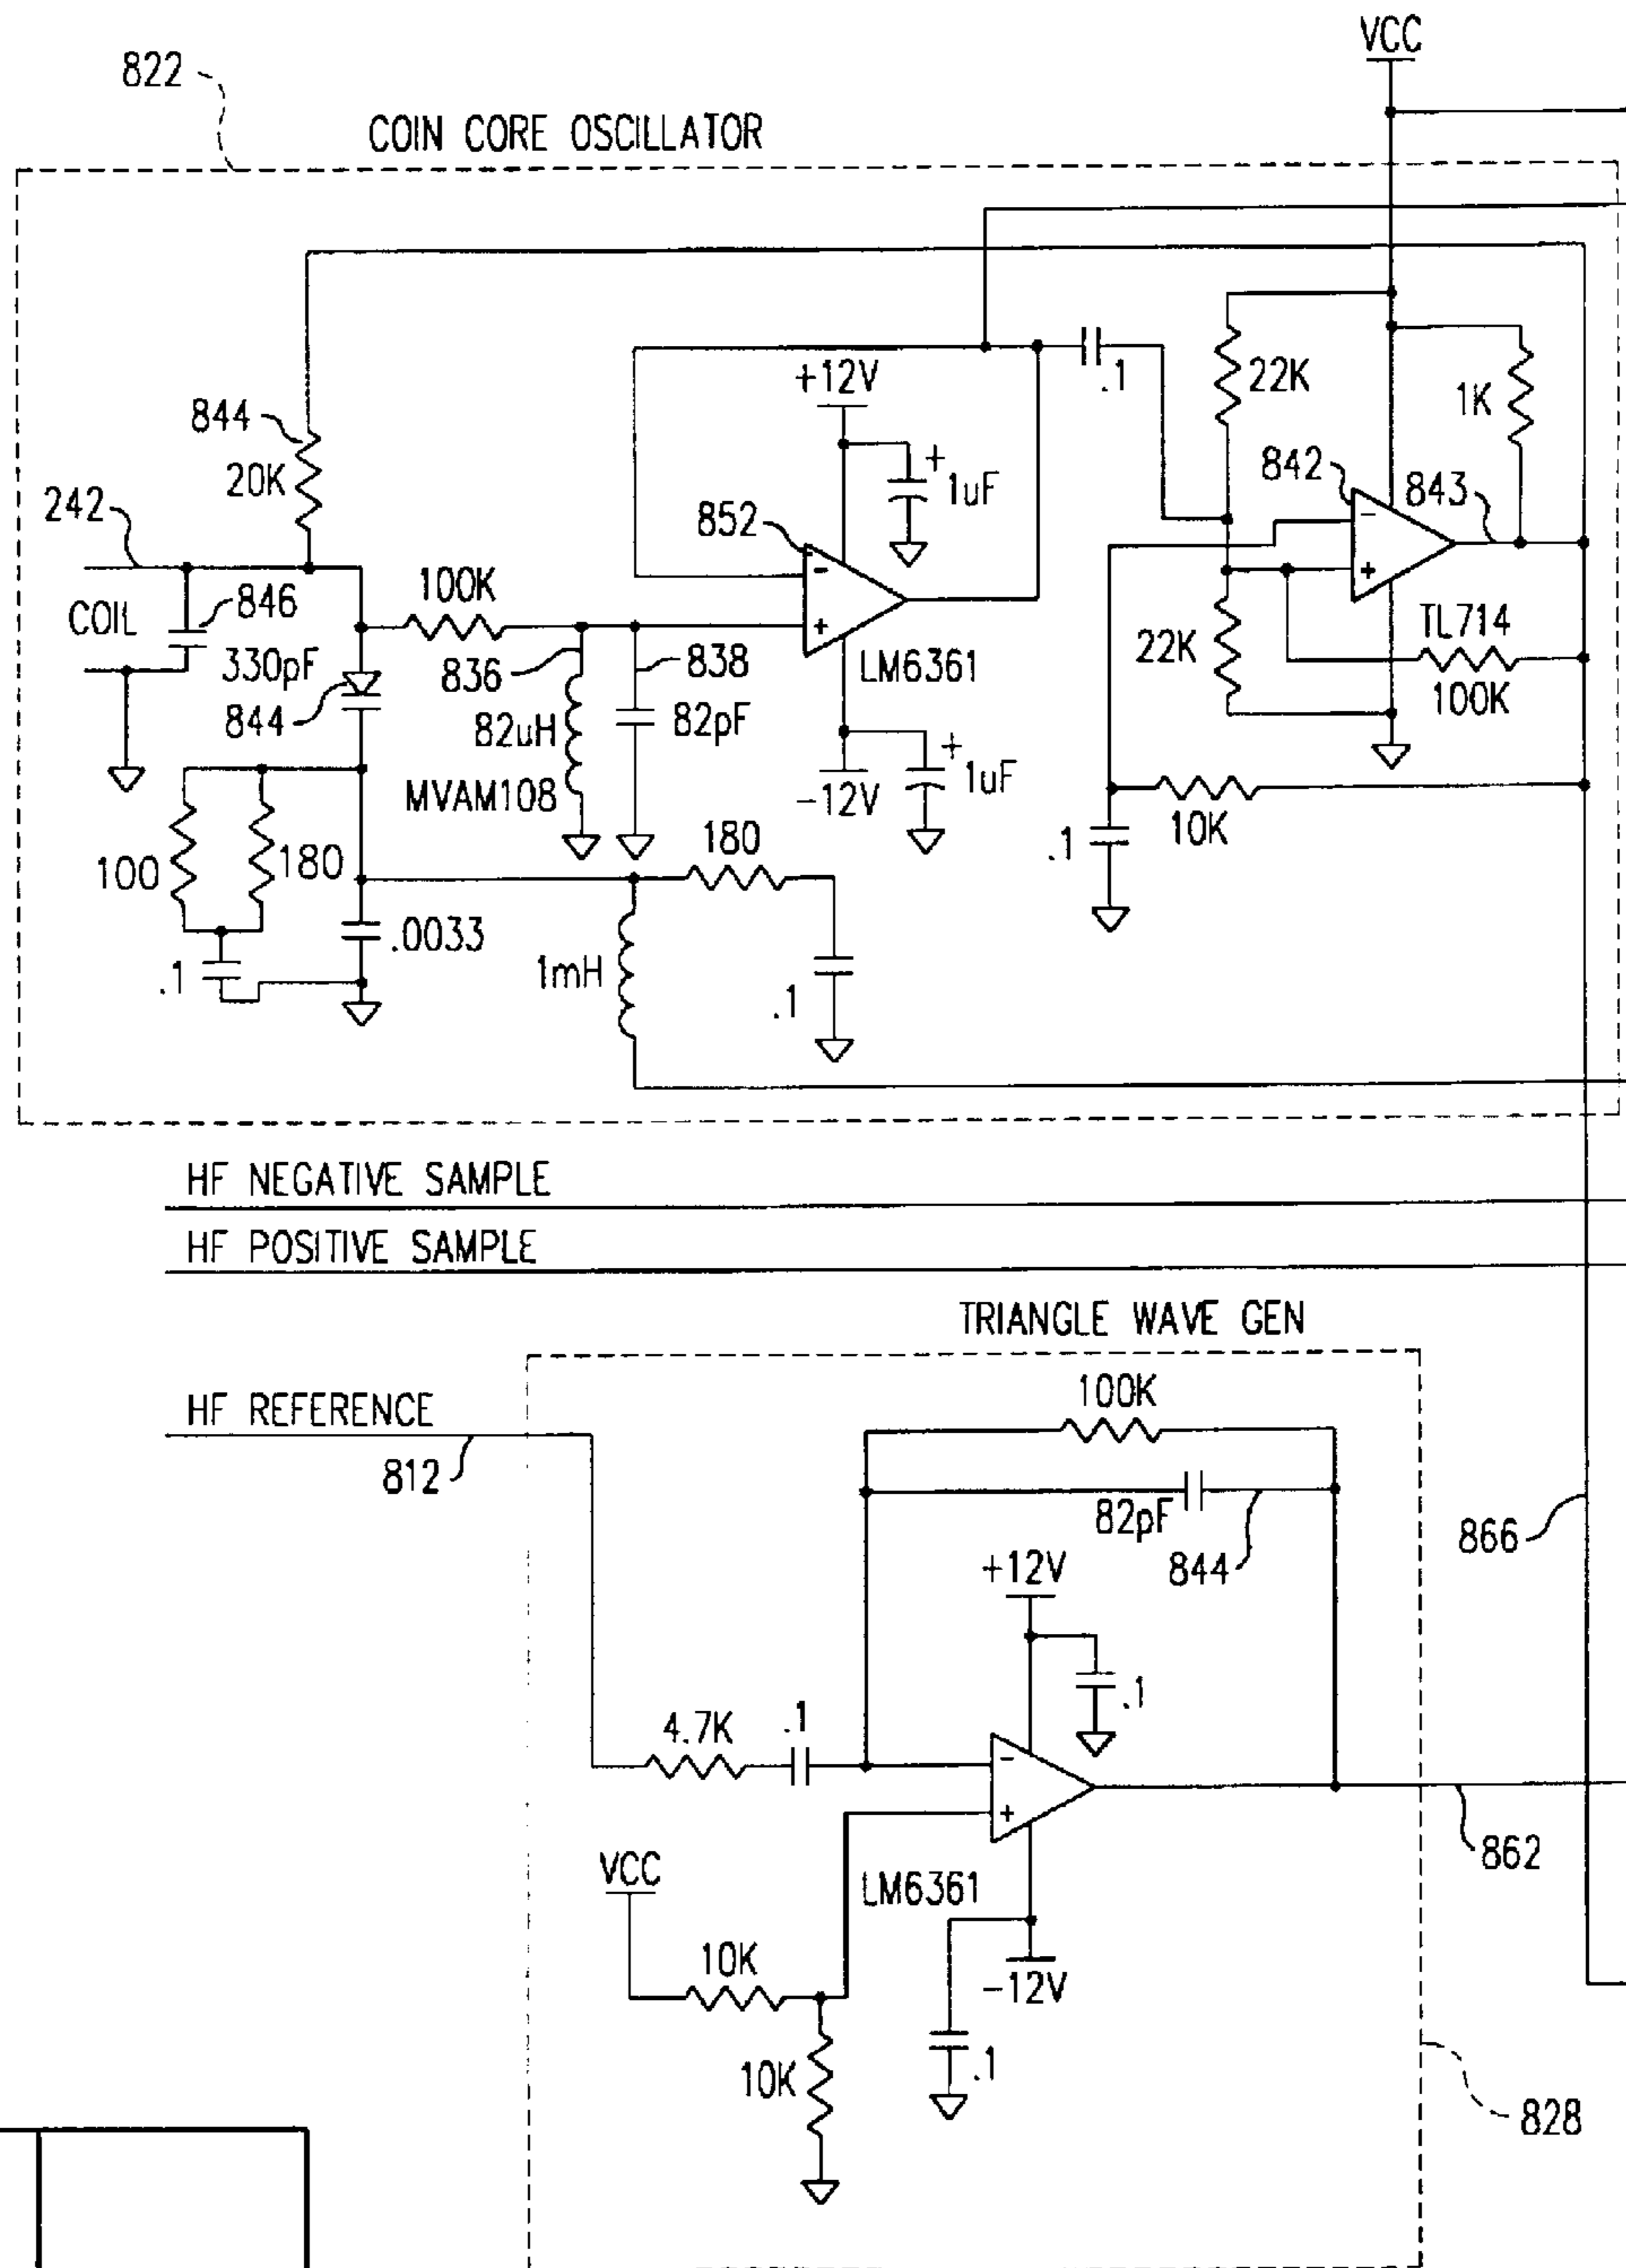 VCC
822
COIN CORE OSCILLATOR
+12V
.1
22K
1K
844
20K
+
1uF
842
843
242
852
-
-
100K
+
+
COIL
846
TL714
330pF
836
838
LM6361
22K
100K
844
82uH
82pF
+
1uF
MVAM108
-12V
10K
100
180
180
.1
.0033
.1
1mH
.1
HF NEGATIVE SAMPLE
HF POSITIVE SAMPLE
TRIANGLE WAVE GEN
100K
HF REFERENCE
812
82pF
844
866
+12V
.1
4.7K
.1
-
+
862
VCC
LM6361
10K
-12V
10K
.1
828